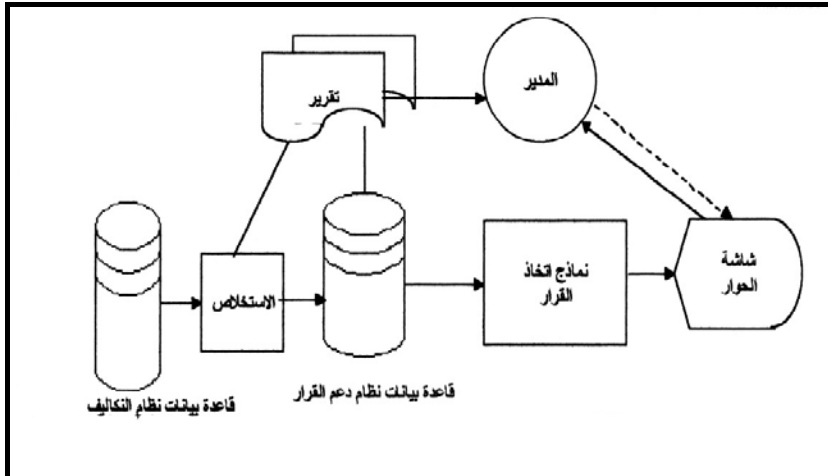 تقرير
المدير
شاشة
الحوار
نماذج اتخاذ
القرار
الاستخلاص
قاعدة بيانات نظام دعم القرار
قاعدة بيانات نظام التكاليف